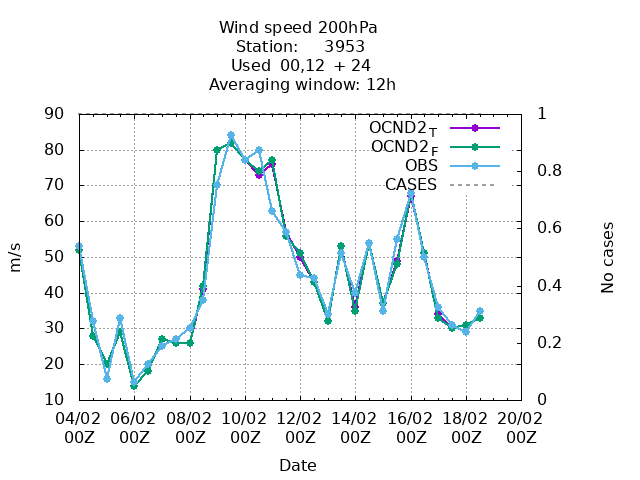 Wind speed 200hPa
Station: 3953
Used 00,12 + 24
Averaging window: 12h
90 1
OCND2T
OCND2F
80 OBS 0.8
70 CASES
60 0.6
50
m/s No cases
40 0.4
30 0.2
20
10 0
04/02 06/02 08/02 10/02 12/02 14/02 16/02 18/02 20/02
00Z 00Z 00Z 00Z 00Z 00Z 00Z 00Z 00Z
Date